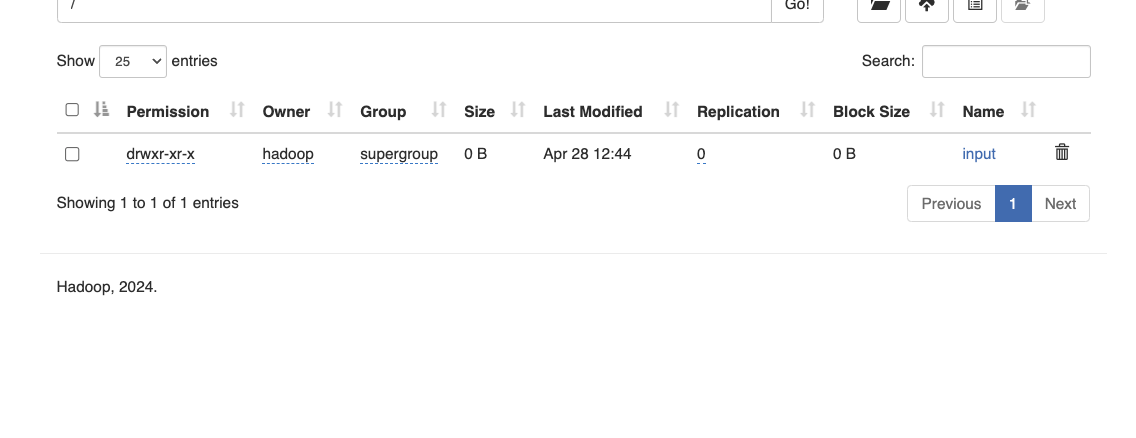 / Go!
Show 25 entries Search:
Permission Owner Group Size Last Modified Replication Block Size Name
drwxr-xr-x hadoop supergroup 0 B Apr 28 12:44 0 0 B input
Showing 1 to 1 of 1 entries Previous 1 Next
Hadoop, 2024.